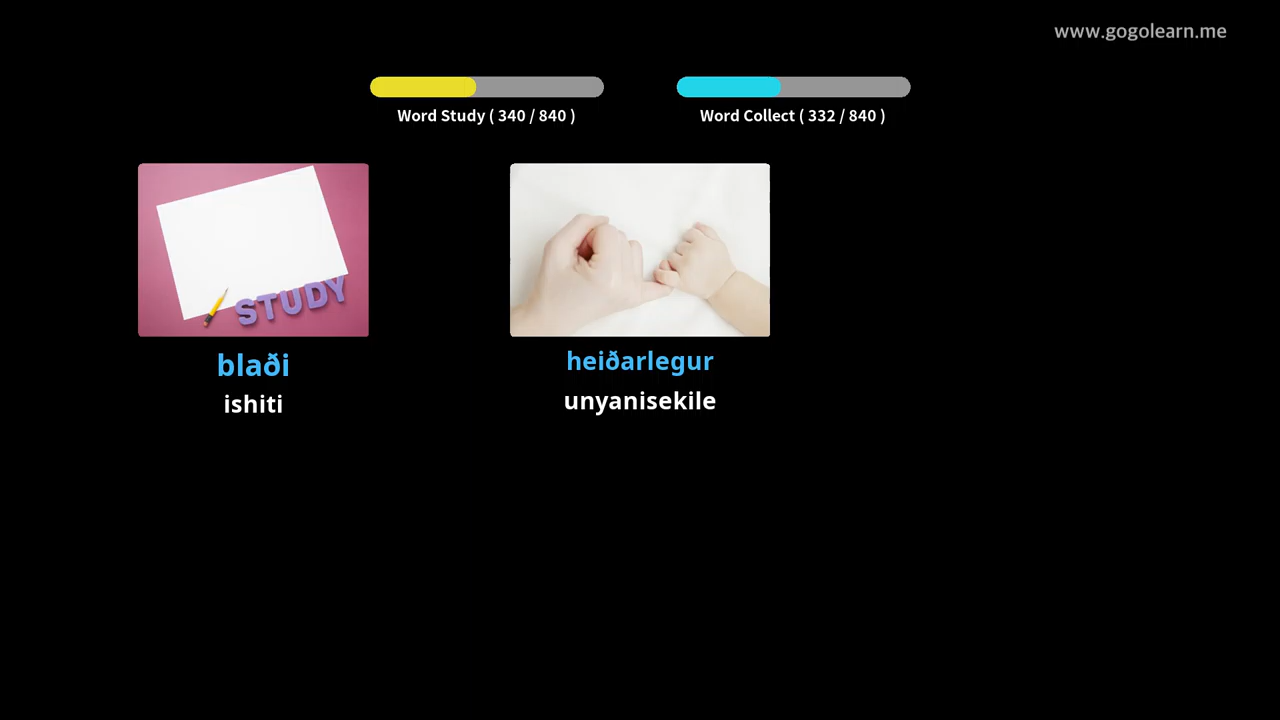 www.gogolearn.me
Word Study ( 340 / 840 )
Word Collect ( 332 / 840 )
STUDY
blaði
ishiti
heiðarlegur
unyanisekile